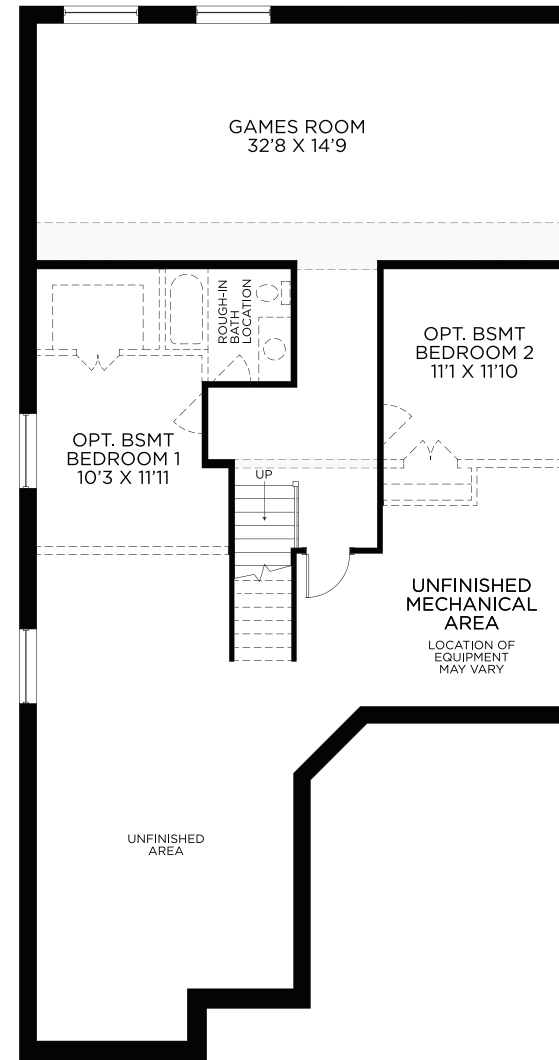 GAMES ROOM
32'8 X 14'9
ROUGH-IN
BATH
LOCATION
OPT. BSMT
BEDROOM 2
11'1 X 11'10
OPT. BSMT
BEDROOM 1
10'3 X 11'11
UP
UNFINISHED
MECHANICAL
AREA
LOCATION OF
EQUIPMENT
MAY VARY
UNFINISHED
AREA